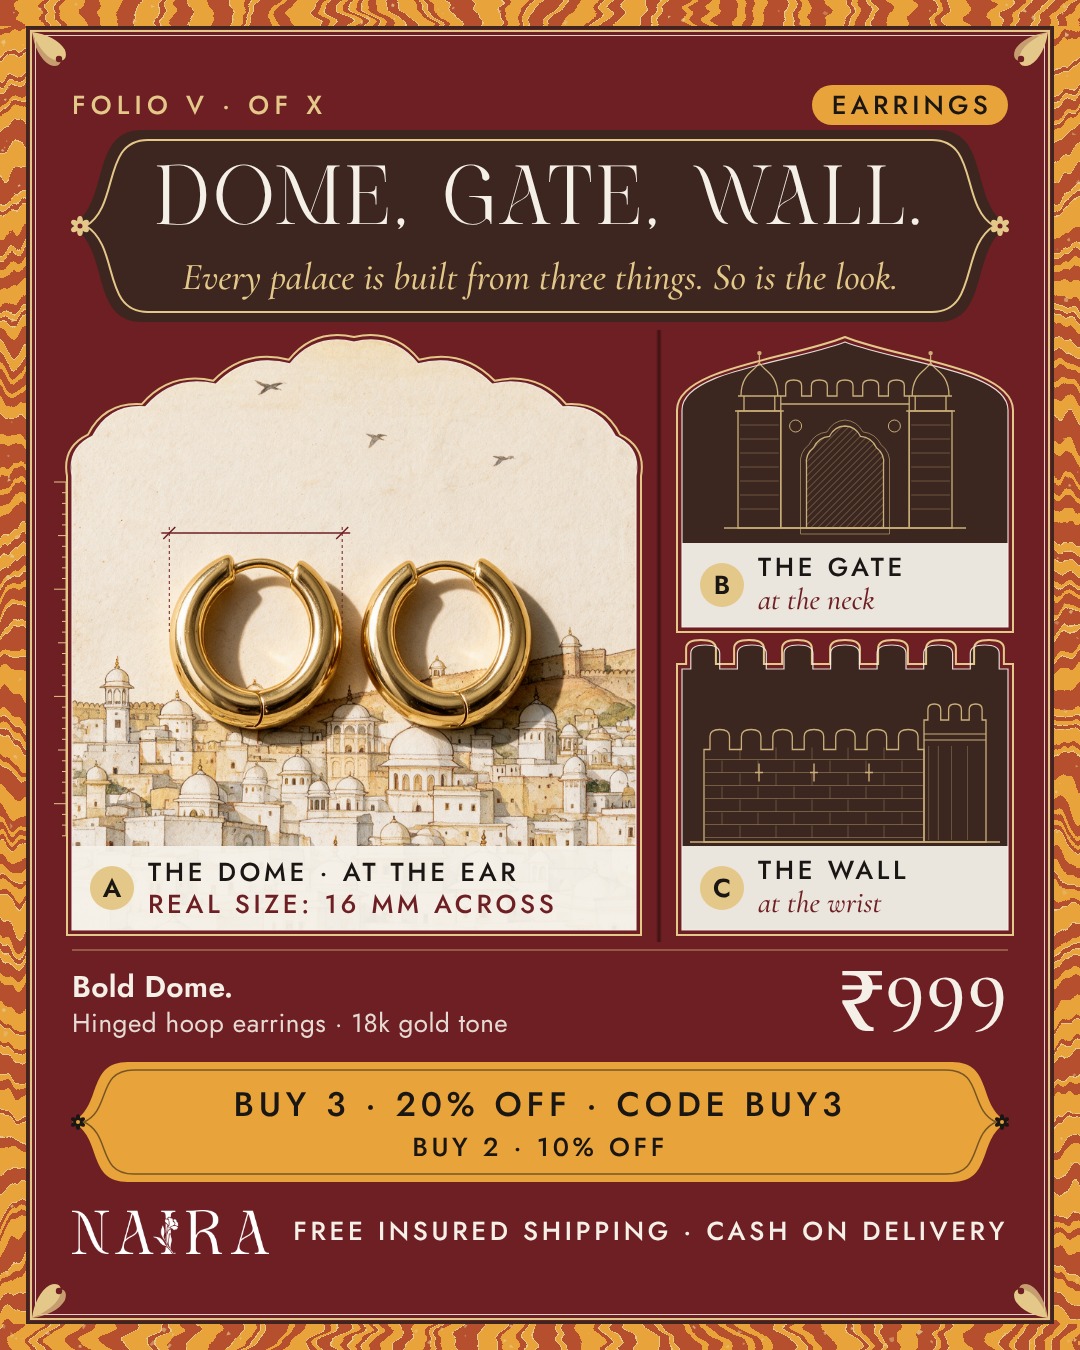 FOLIO V · OF X
EARRINGS
DOME, GATE, WALL.
Every palace is built from three things. So is the look.
A
THE DOME · AT THE EAR
REAL SIZE: 16 MM ACROSS
B
THE GATE
at the neck
C
THE WALL
at the wrist
Bold Dome.
Hinged hoop earrings · 18k gold tone
₹999
BUY 3 · 20% OFF · CODE BUY3
BUY 2 · 10% OFF
NAIRA
FREE INSURED SHIPPING · CASH ON DELIVERY